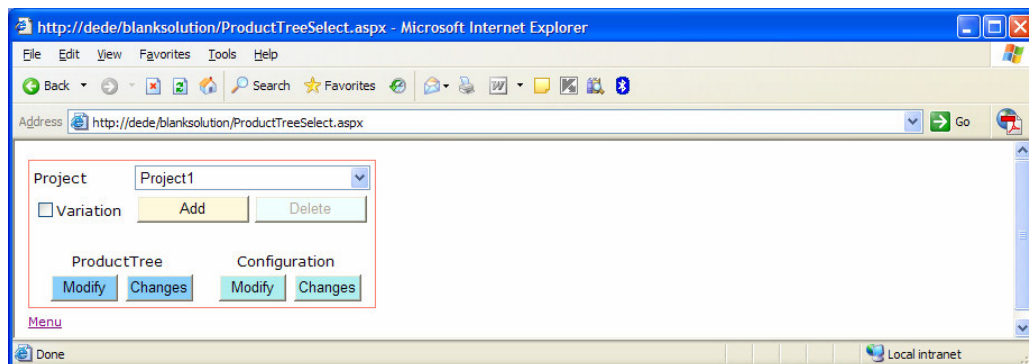 http://dede/blanksolution/ProductTreeSelect.aspx - Microsoft Internet Explorer
File Edit View Favorites Tools Help
Back Search Favorites
Address http://dede/blanksolution/ProductTreeSelect.aspx Go
Project Project1
Variation Add Delete
ProductTree Configuration
Modify Changes Modify Changes
Menu
Done Local intranet